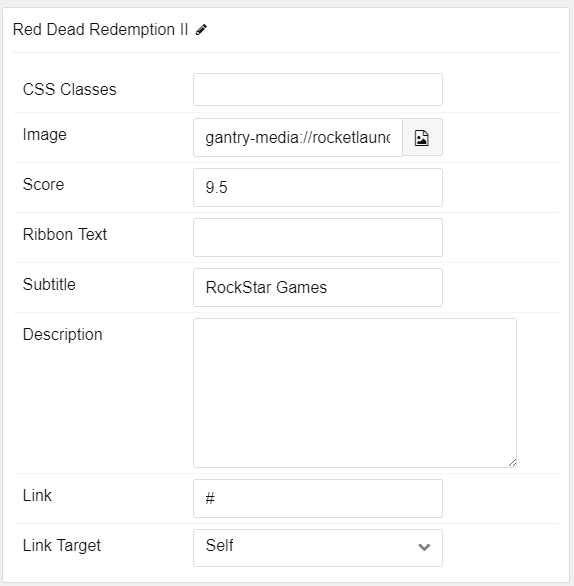 Red Dead Redemption II
CSS Classes
Image gantry-media://rocketlaunc
Score 9.5
Ribbon Text
Subtitle RockStar Games
Description
Link #
Link Target Self